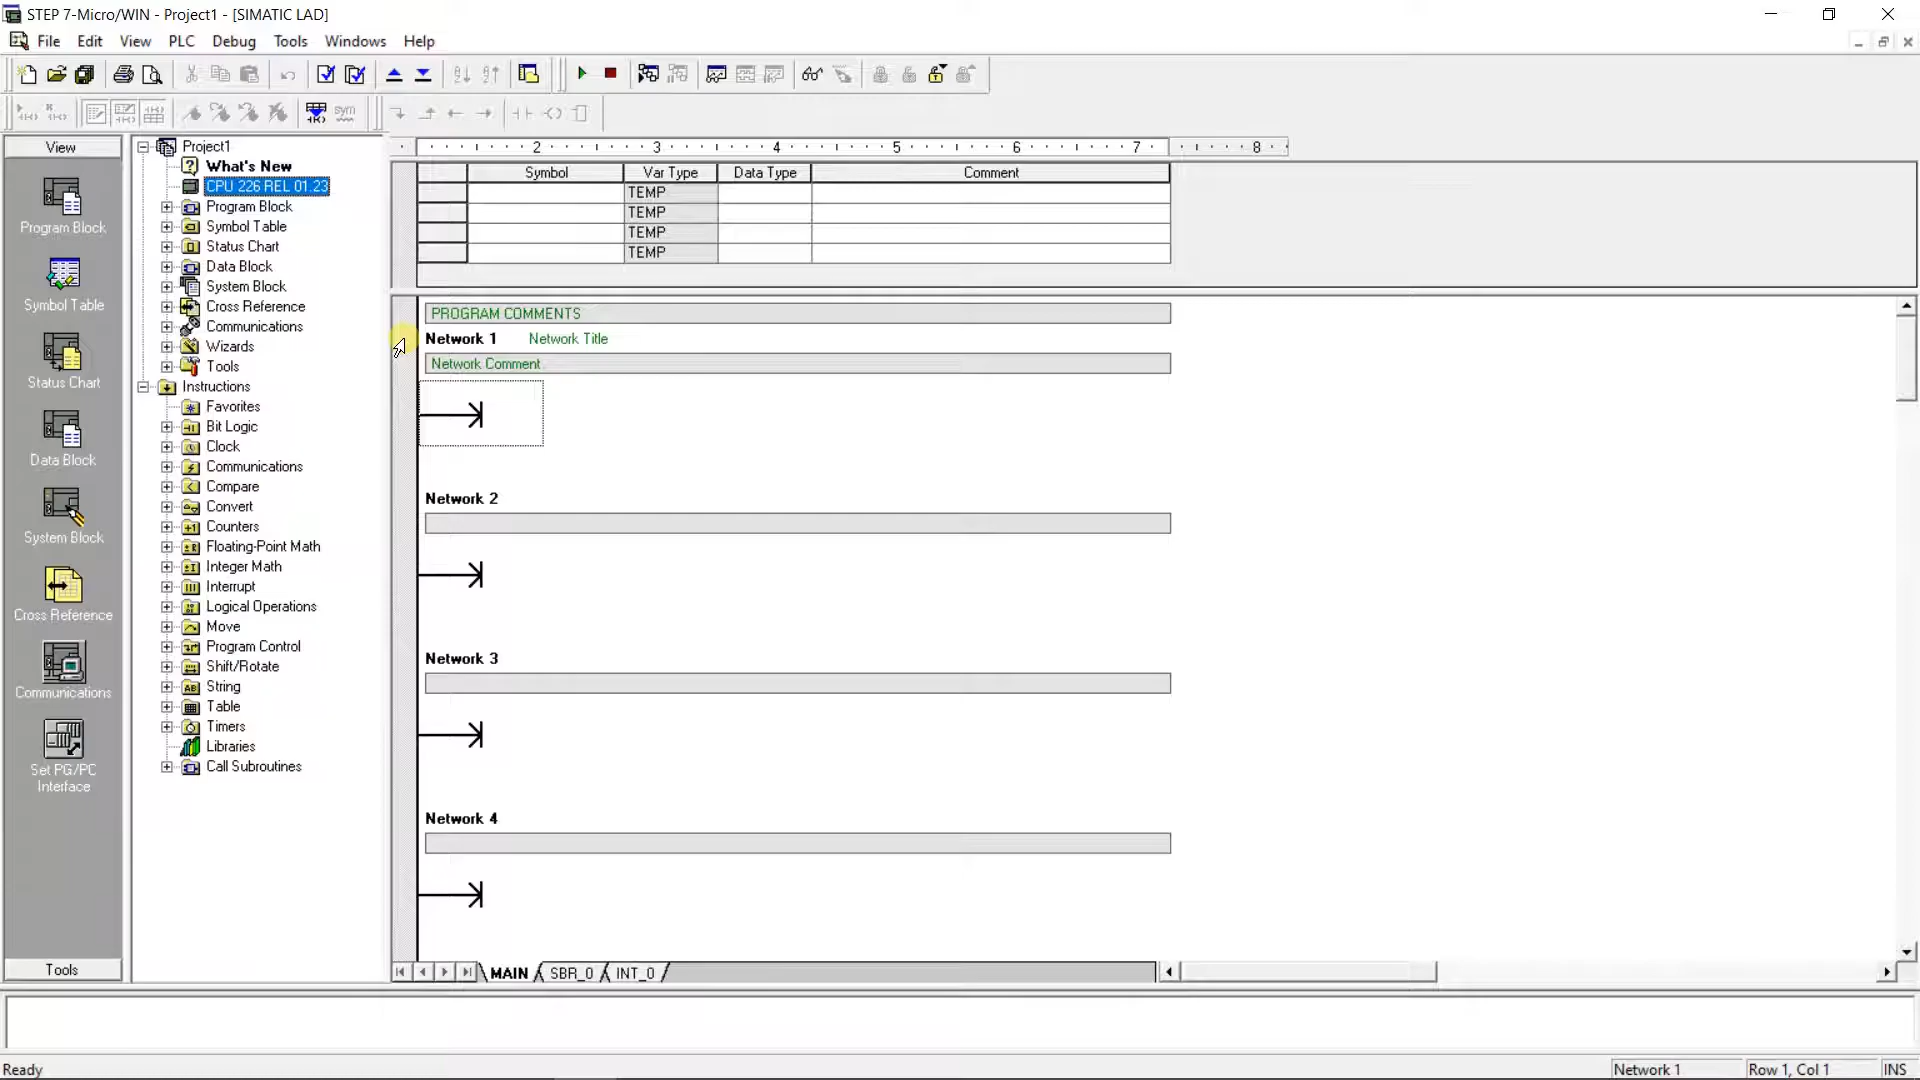 STEP 7-Micro/WIN - Project1 - [SIMATIC LAD]
File Edit View PLC Debug Tools Windows Help
sym
View
Program Block
Symbol Table
Status Chart
Data Block
System Block
Cross Reference
Communications
Set PG/PC
Interface
Tools
Project1
What's New
CPU 226 REL 01.23
Program Block
Symbol Table
Status Chart
Data Block
System Block
Cross Reference
Communications
Wizards
Tools
Instructions
Favorites
Bit Logic
Clock
Communications
Compare
Convert
Counters
Floating-Point Math
Integer Math
Interrupt
Logical Operations
Move
Program Control
Shift/Rotate
String
Table
Timers
Libraries
Call Subroutines
2 3 4 5 6 7 8
Symbol Var Type Data Type Comment
TEMP
TEMP
TEMP
TEMP
PROGRAM COMMENTS
Network 1 Network Title
Network Comment
Network 2
Network 3
Network 4
MAIN SBR_0 INT_0
Ready Network 1 Row 1, Col 1 INS